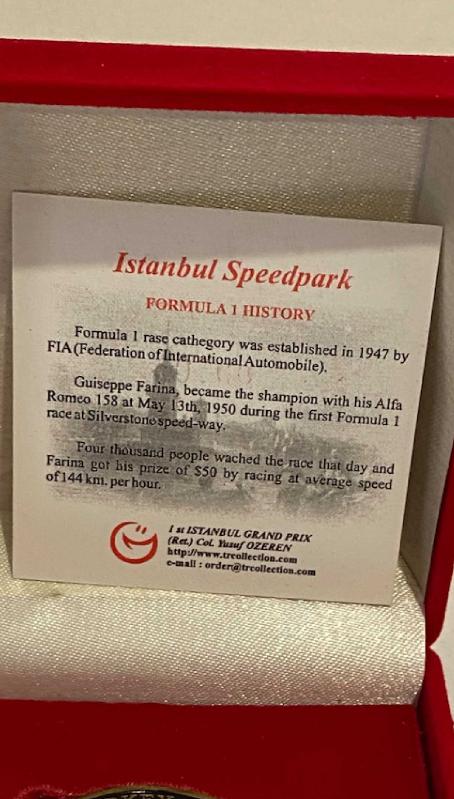 Istanbul Speedpark
FORMULA 1 HISTORY
Formula 1 rase cathegory was established in 1947 by
FIA(Federation of International Automobile).
Guiseppe Farina, became the shampion with his Alfa
Romeo 158 at May 13th, 1950 during the first Formula 1
race at Silverstone speed-way.
Four thousand people wached the race that day and
Farina got his prize of $50 by racing at average speed
of 144 km. per hour.
1 st ISTANBUL GRAND PRIX
(Ret.) Col. Yusuf OZEREN
http://www.trcollection.com
e-mail : order@trcollection.com